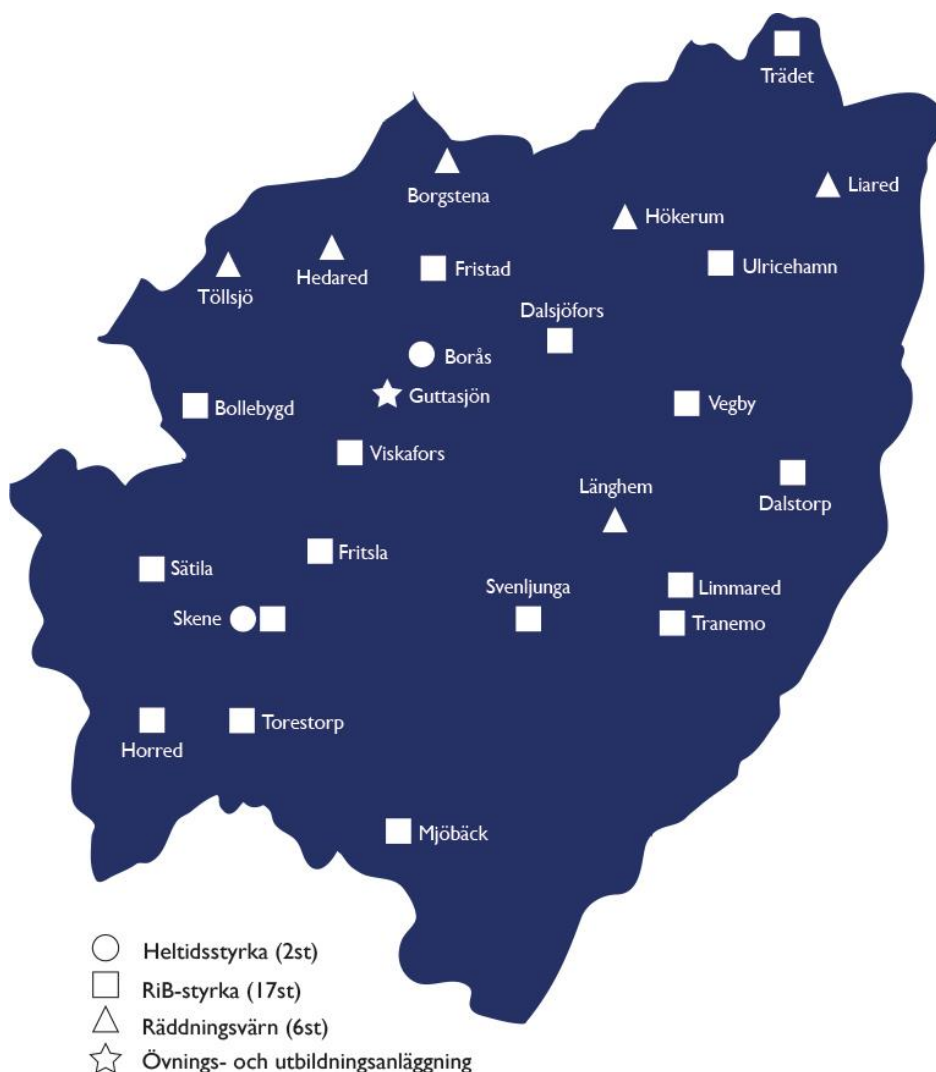 Trädet
Liared
Borgstena
Hökerum
Ulricehamn
Hedared
Fristad
Töllsjö
Dalsjöfors
Borås
Guttasjön
Bollebygd
Vegby
Viskafors
Länghem
Dalstorp
Fritsla
Sätila
Svenljunga
Limmared
Skene
Tranemo
Horred
Torestorp
Mjöbäck
Heltidsstyrka (2st)
RiB-styrka (17st)
Räddningsvärn (6st)
Övnings- och utbildningsanläggning